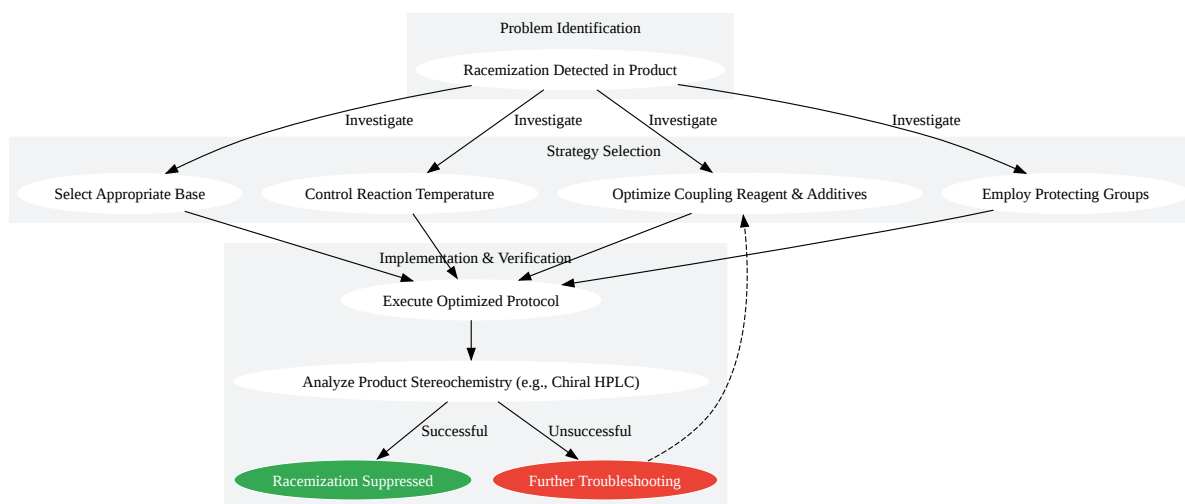 Problem Identification
Racemization Detected in Product
Investigate
Investigate
Investigate
Investigate
Strategy Selection
Select Appropriate Base
Control Reaction Temperature
Optimize Coupling Reagent & Additives
Employ Protecting Groups
Implementation & Verification
Execute Optimized Protocol
Analyze Product Stereochemistry (e.g., Chiral HPLC)
Successful
Unsuccessful
Racemization Suppressed
Further Troubleshooting